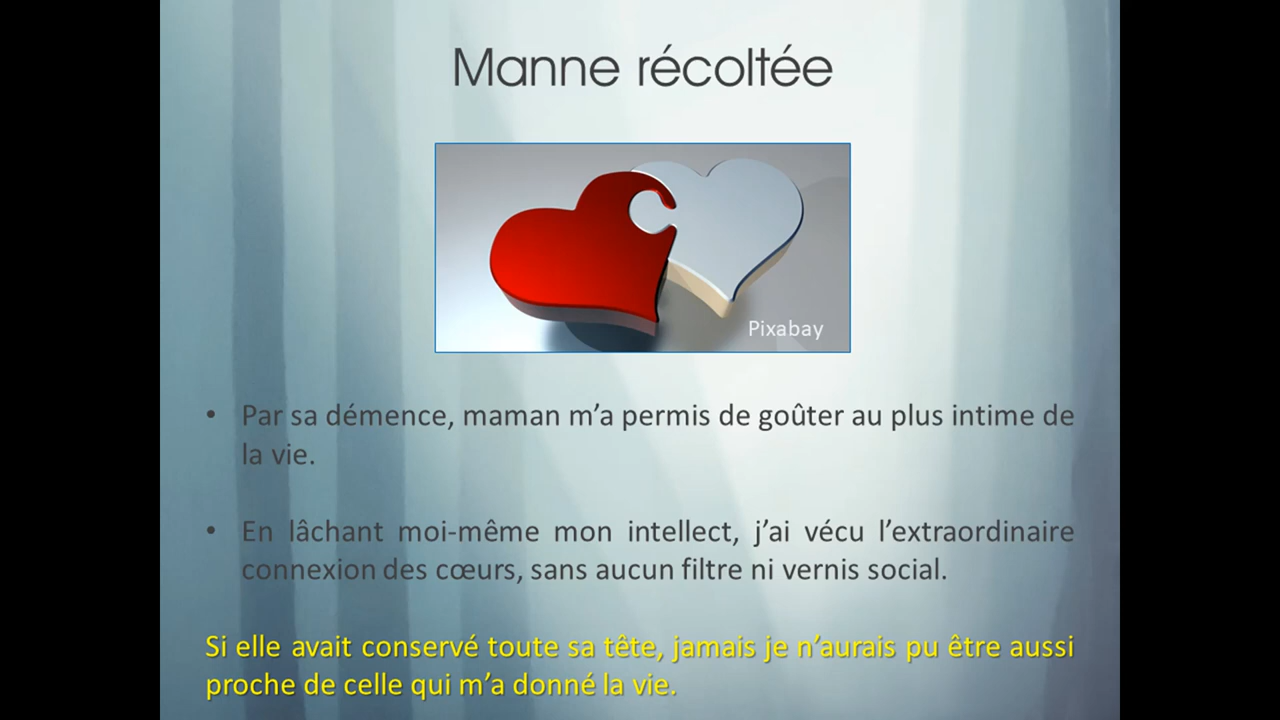 Manne récoltée
Pixabay
• Par sa démence, maman m’a permis de goûter au plus intime de
la vie.
• En lâchant moi-même mon intellect, j’ai vécu l’extraordinaire
connexion des cœurs, sans aucun filtre ni vernis social.
Si elle avait conservé toute sa tête, jamais je n’aurais pu être aussi
proche de celle qui m’a donné la vie.